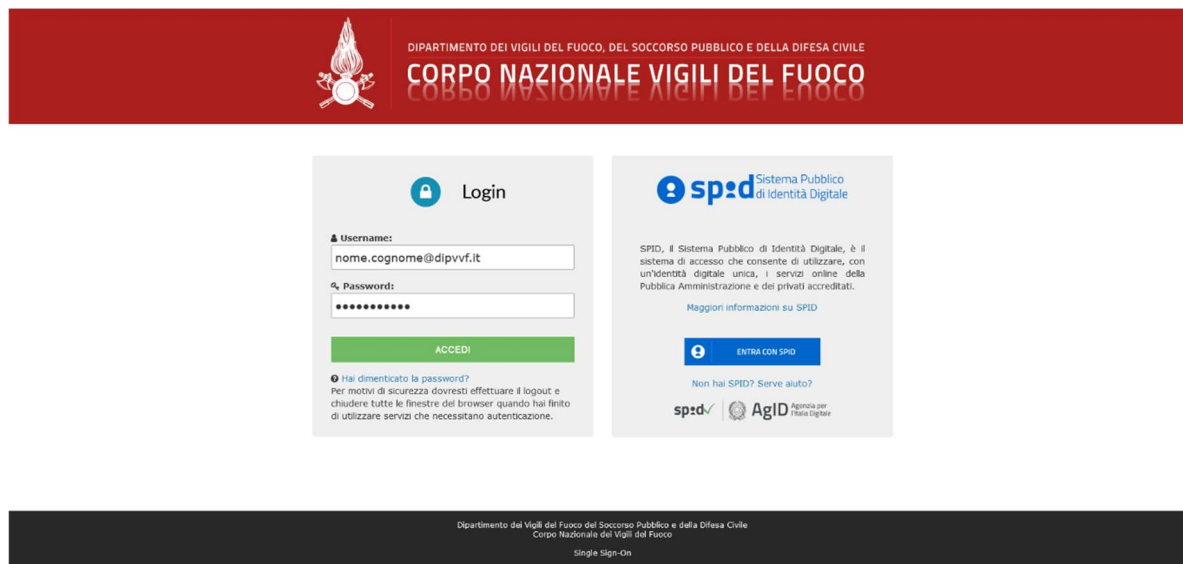 DIPARTIMENTO DEI VIGILI DEL FUOCO, DEL SOCCORSO PUBBLICO E DELLA DIFESA CIVILE
CORPO NAZIONALE VIGILI DEL FUOCO
Login
Username:
nome.cognome@dipvvf.it
Password:
ACCEDI
Hai dimenticato la password?
Per motivi di sicurezza dovresti effettuare il logout e
chiudere tutte le finestre del browser quando hai finito
di utilizzare servizi che necessitano autenticazione.
spid Sistema Pubblico
di Identità Digitale
SPID, il Sistema Pubblico di Identità Digitale, è il
sistema di accesso che consente di utilizzare, con
un'identità digitale unica, i servizi online della
Pubblica Amministrazione e dei privati accreditati.
Maggiori informazioni su SPID
ENTRA CON SPID
Non hai SPID? Serve aiuto?
spid AgID Agenzia per
l'Italia Digitale
Dipartimento dei Vigili del Fuoco del Soccorso Pubblico e della Difesa Civile
Corpo Nazionale dei Vigili del Fuoco
Single Sign-On